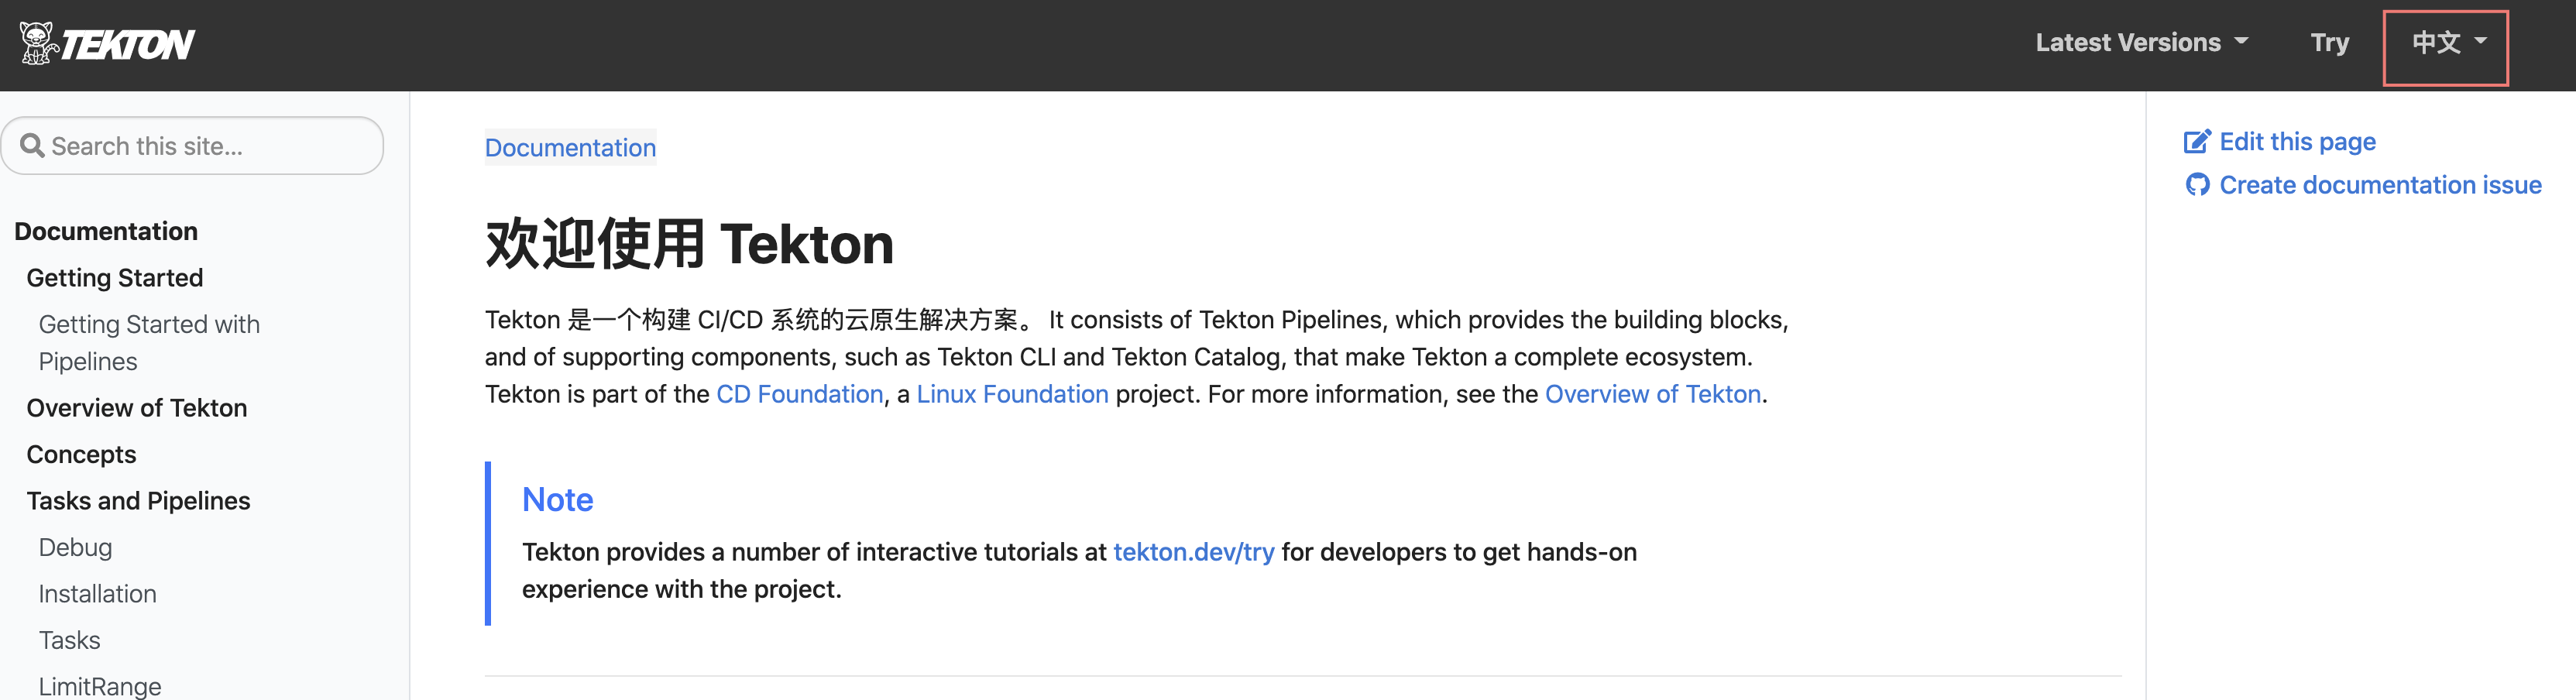 TEKTON
Latest Versions
Try
中文
Search this site...
Documentation
Getting Started
Getting Started with
Pipelines
Overview of Tekton
Concepts
Tasks and Pipelines
Debug
Installation
Tasks
LimitRange
Documentation
欢迎使用 Tekton
Tekton 是一个构建 CI/CD 系统的云原生解决方案。 It consists of Tekton Pipelines, which provides the building blocks,
and of supporting components, such as Tekton CLI and Tekton Catalog, that make Tekton a complete ecosystem.
Tekton is part of the CD Foundation, a Linux Foundation project. For more information, see the Overview of Tekton.
Note
Tekton provides a number of interactive tutorials at tekton.dev/try for developers to get hands-on
experience with the project.
Edit this page
Create documentation issue